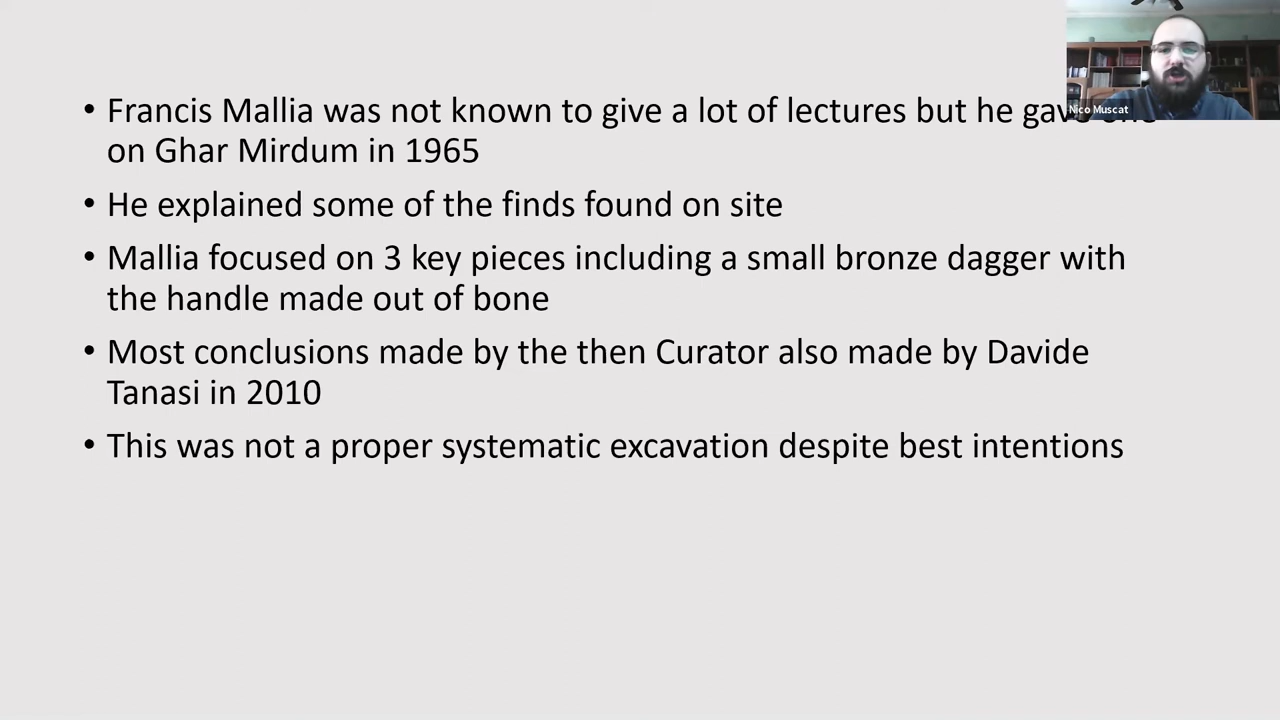 • Francis Mallia was not known to give a lot of lectures but he gave one
on Ghar Mirdum in 1965
• He explained some of the finds found on site
• Mallia focused on 3 key pieces including a small bronze dagger with
the handle made out of bone
• Most conclusions made by the then Curator also made by Davide
Tanasi in 2010
• This was not a proper systematic excavation despite best intentions
Nico Muscat